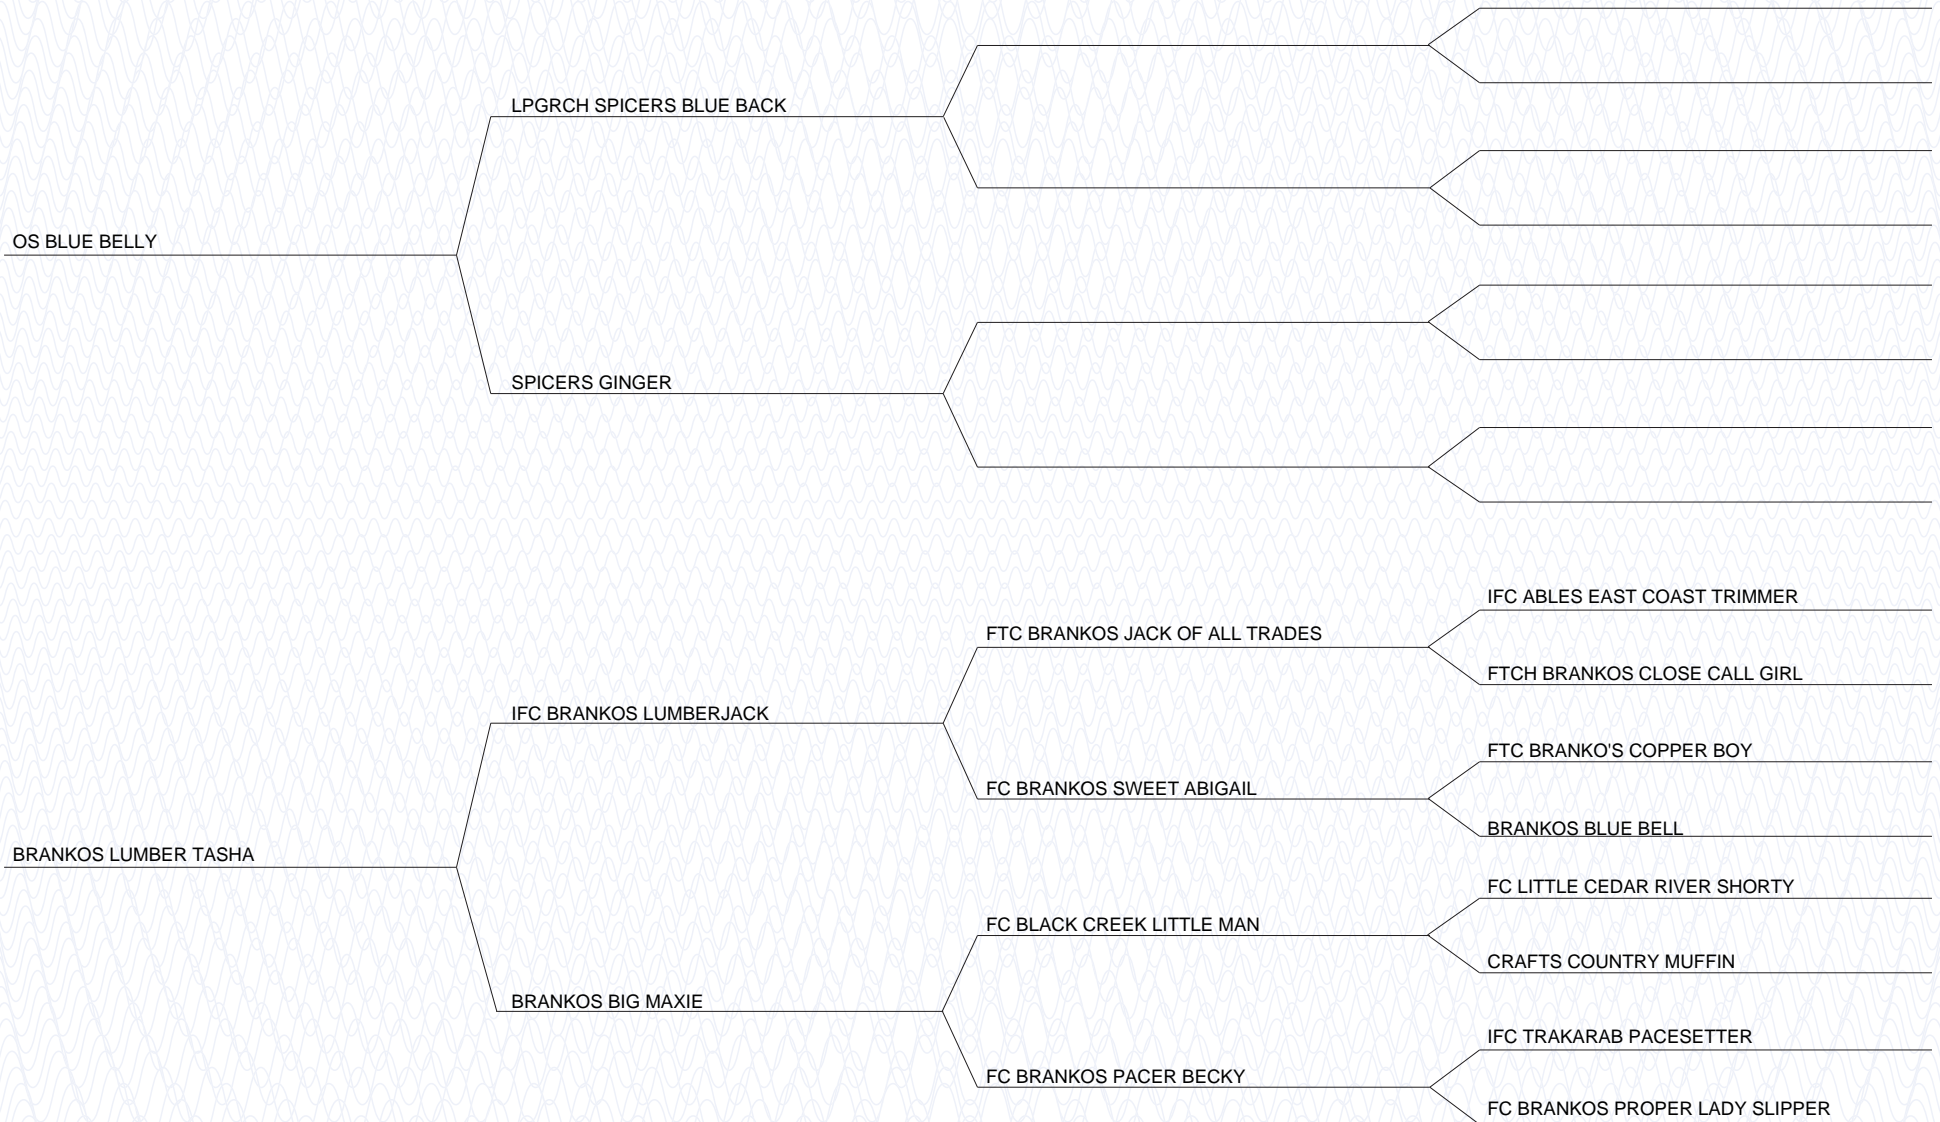 LPGRCH SPICERS BLUE BACK
OS BLUE BELLY
SPICERS GINGER
IFC ABLES EAST COAST TRIMMER
FTC BRANKOS JACK OF ALL TRADES
FTCH BRANKOS CLOSE CALL GIRL
IFC BRANKOS LUMBERJACK
FTC BRANKO'S COPPER BOY
FC BRANKOS SWEET ABIGAIL
BRANKOS BLUE BELL
BRANKOS LUMBER TASHA
FC LITTLE CEDAR RIVER SHORTY
FC BLACK CREEK LITTLE MAN
CRAFTS COUNTRY MUFFIN
BRANKOS BIG MAXIE
IFC TRAKARAB PACESETTER
FC BRANKOS PACER BECKY
FC BRANKOS PROPER LADY SLIPPER